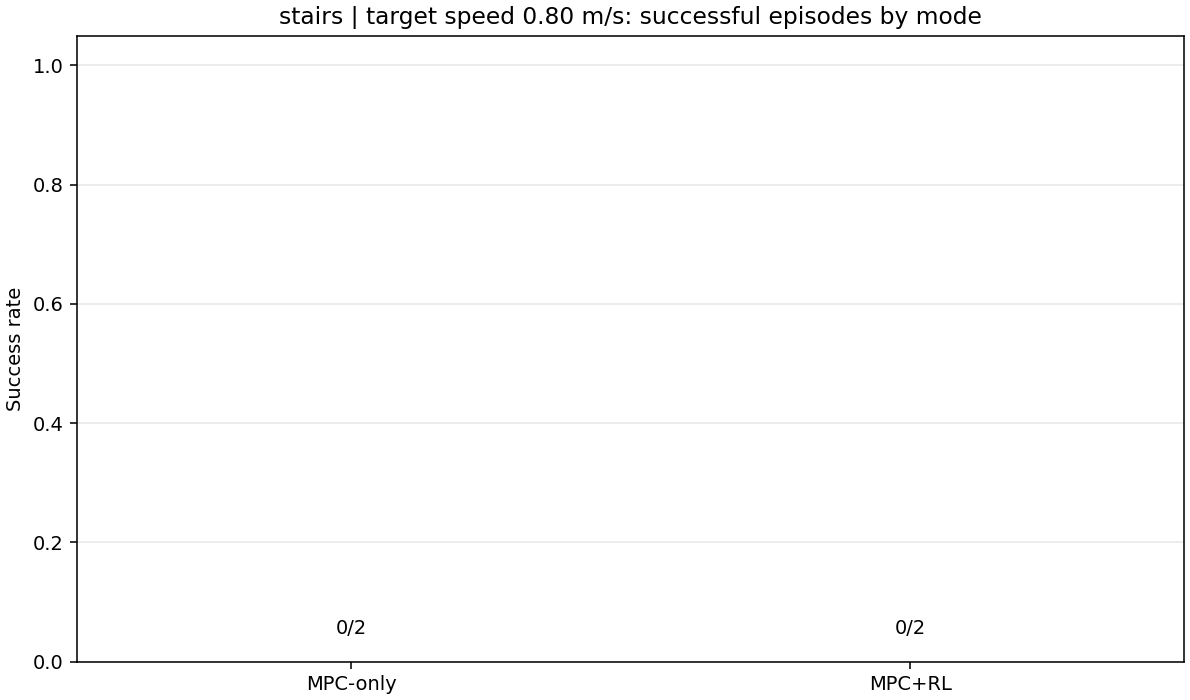 stairs | target speed 0.80 m/s: successful episodes by mode
Success rate
1.0
0.8
0.6
0.4
0.2
0.0
0/2
0/2
MPC-only
MPC+RL